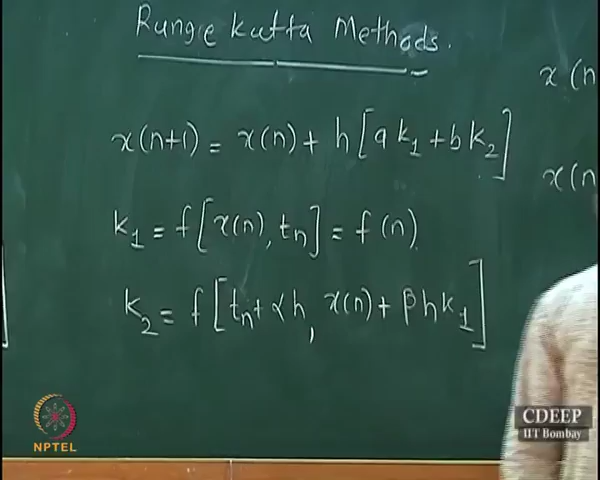 Runge Kutta Methods.
x(n+1) = x(n) + h[a k₁ + b k₂]
x(n
x(n
k₁ = f[x(n), tₙ] = f(n)
k₂ = f[tₙ + αh, x(n) + βhk₁]
NPTEL
CDEEP
IIT Bombay